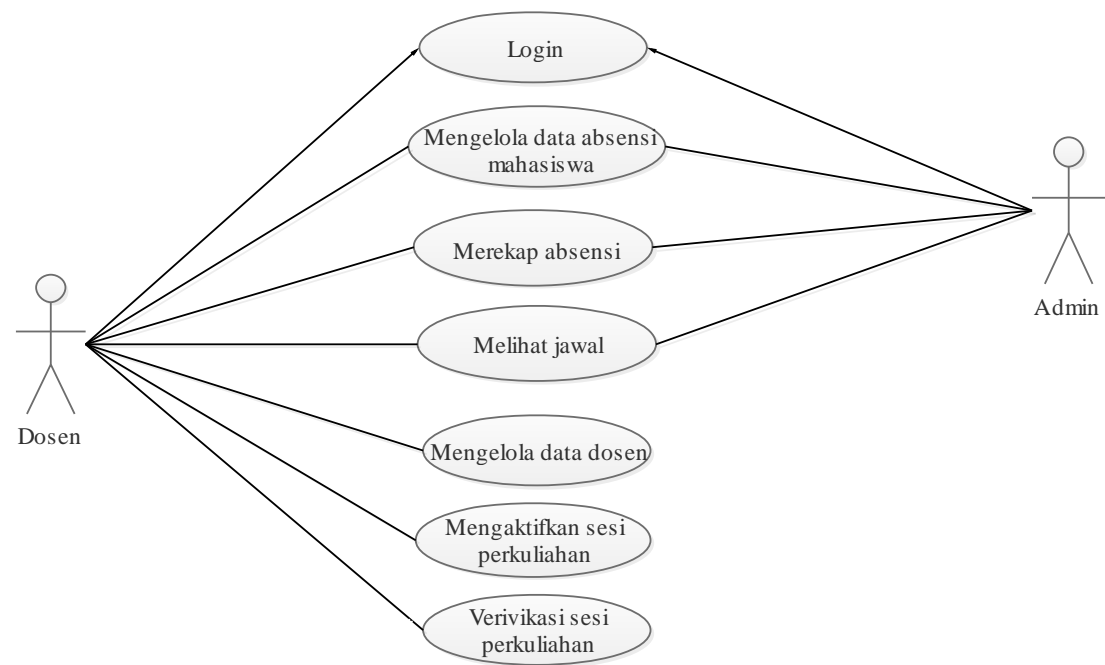 Login
Mengelola data absensi
mahasiswa
Merekap absensi
Melihat jawal
Mengelola data dosen
Mengaktifkan sesi
perkuliahan
Verivikasi sesi
perkuliahan
Dosen
Admin